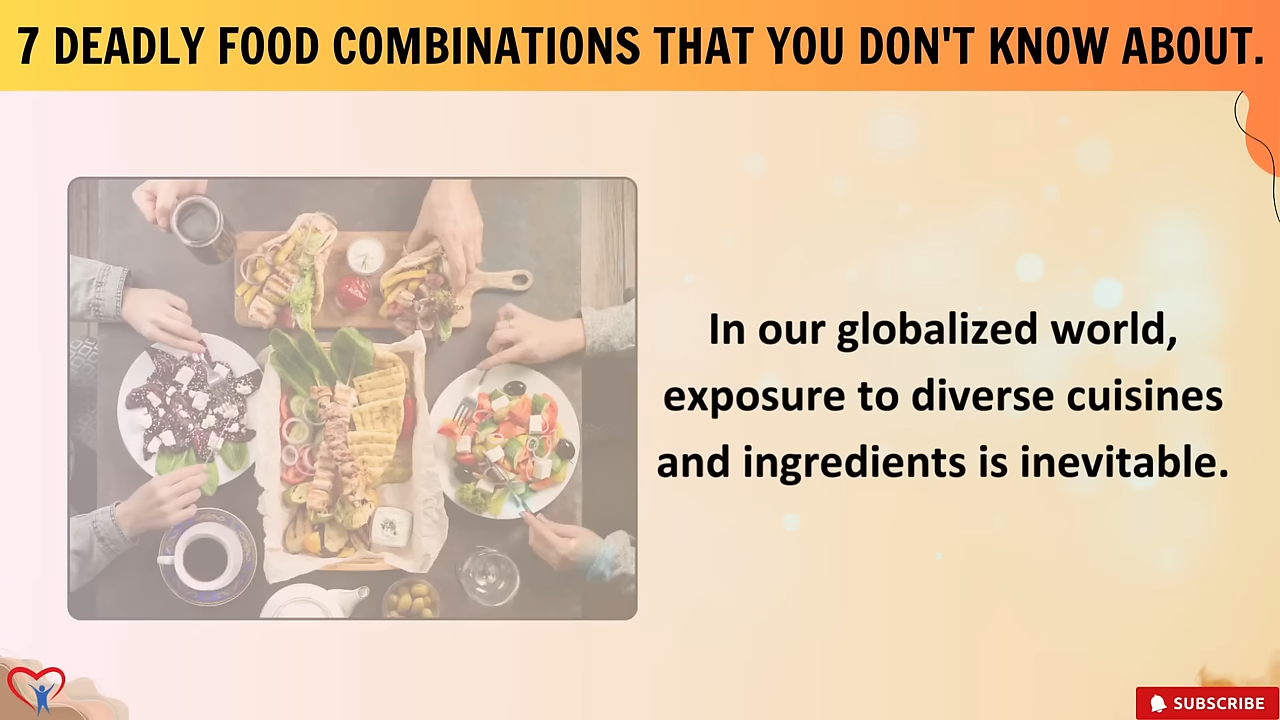 7 DEADLY FOOD COMBINATIONS THAT YOU DON'T KNOW ABOUT.
In our globalized world,
exposure to diverse cuisines
and ingredients is inevitable.
SUBSCRIBE